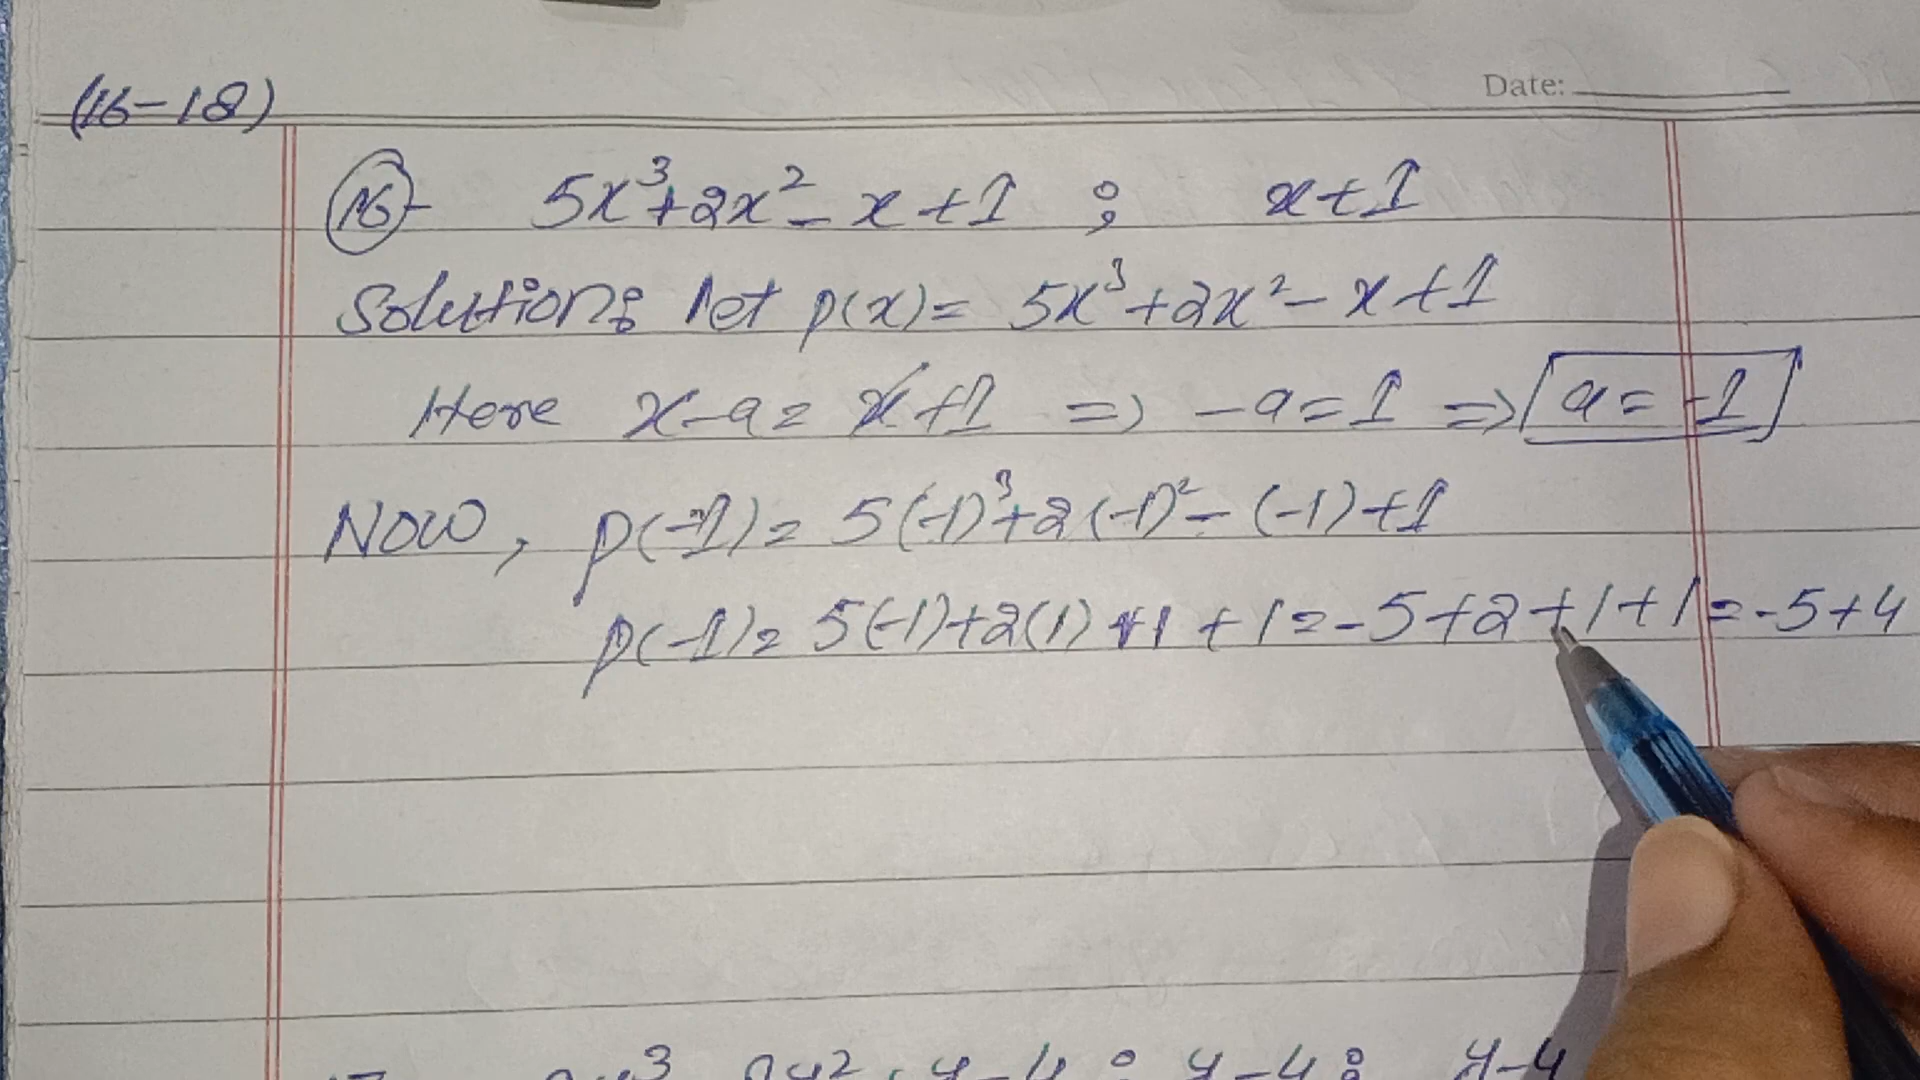 Date:
(16-18)
(16)- 5x³+2x²-x+1 ; x+1
Solution: let p(x)= 5x³+2x²-x+1
Here x-a= x+1 => -a=1 => a=-1
Now, p(-1)= 5(-1)³+2(-1)²-(-1)+1
p(-1)= 5(-1)+2(1)+1+1=-5+2+1+1=-5+4